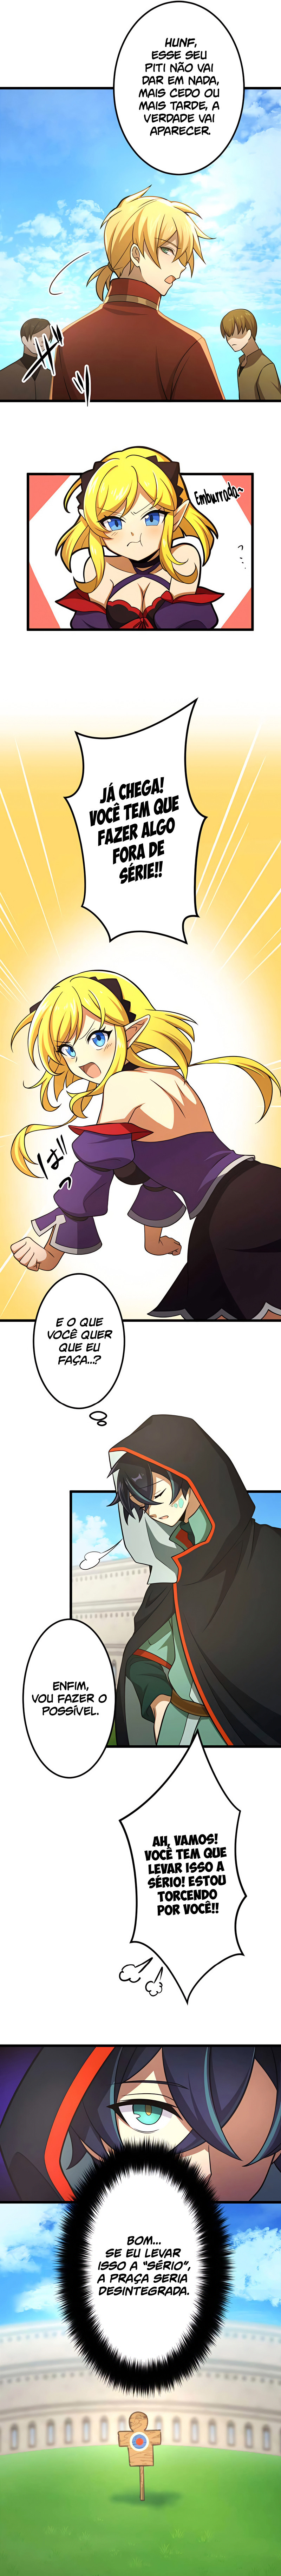 HUNF,
ESSE SEU
PITI NÃO VAI
DAR EM NADA,
MAIS CEDO OU
MAIS TARDE, A
VERDADE VAI
APARECER.
Emburrada~
JÁ CHEGA!
VOCÊ TEM QUE
FAZER ALGO
FORA DE
SÉRIE!!
E O QUE
VOCÊ QUER
QUE EU
FAÇA...?
ENFIM,
VOU FAZER O
POSSÍVEL.
AH, VAMOS!
VOCÊ TEM QUE
LEVAR ISSO A
SÉRIO! ESTOU
TORCENDO
POR VOCÊ!!
BOM...
SE EU LEVAR
ISSO A "SÉRIO",
A PRAÇA SERIA
DESINTEGRADA.